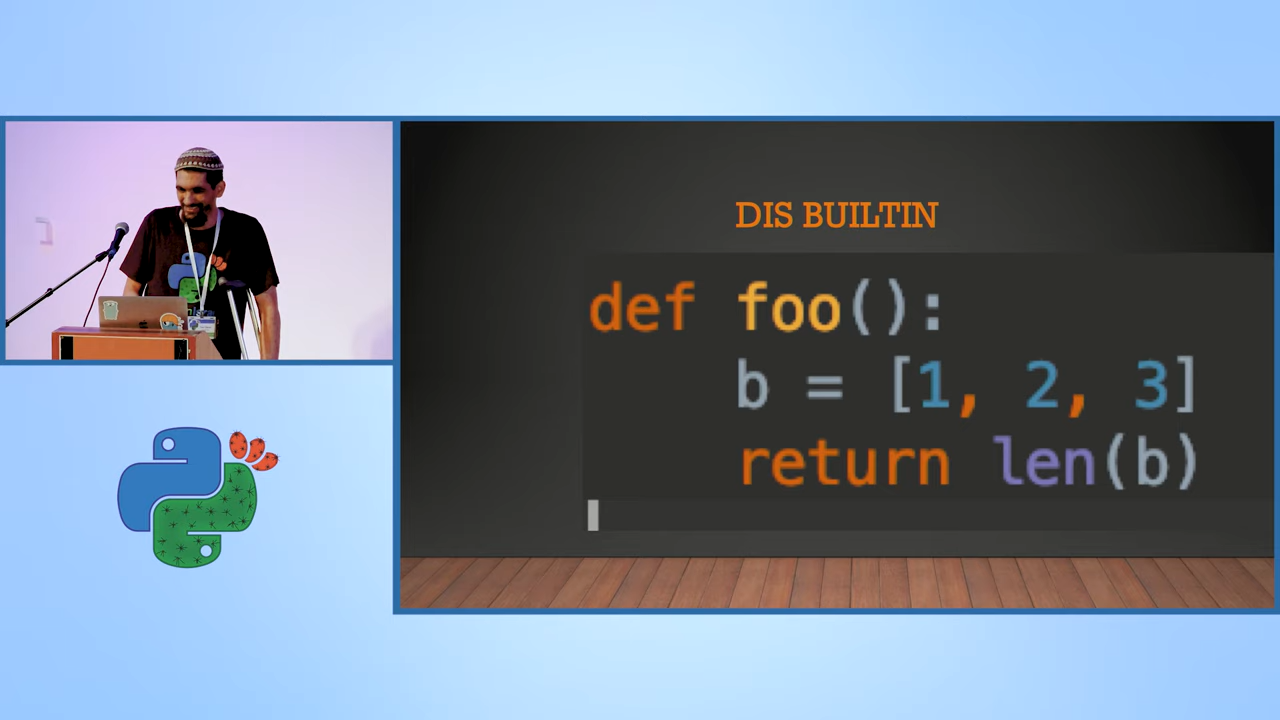 DIS BUILTIN
def foo():
b = [1, 2, 3]
return len(b)